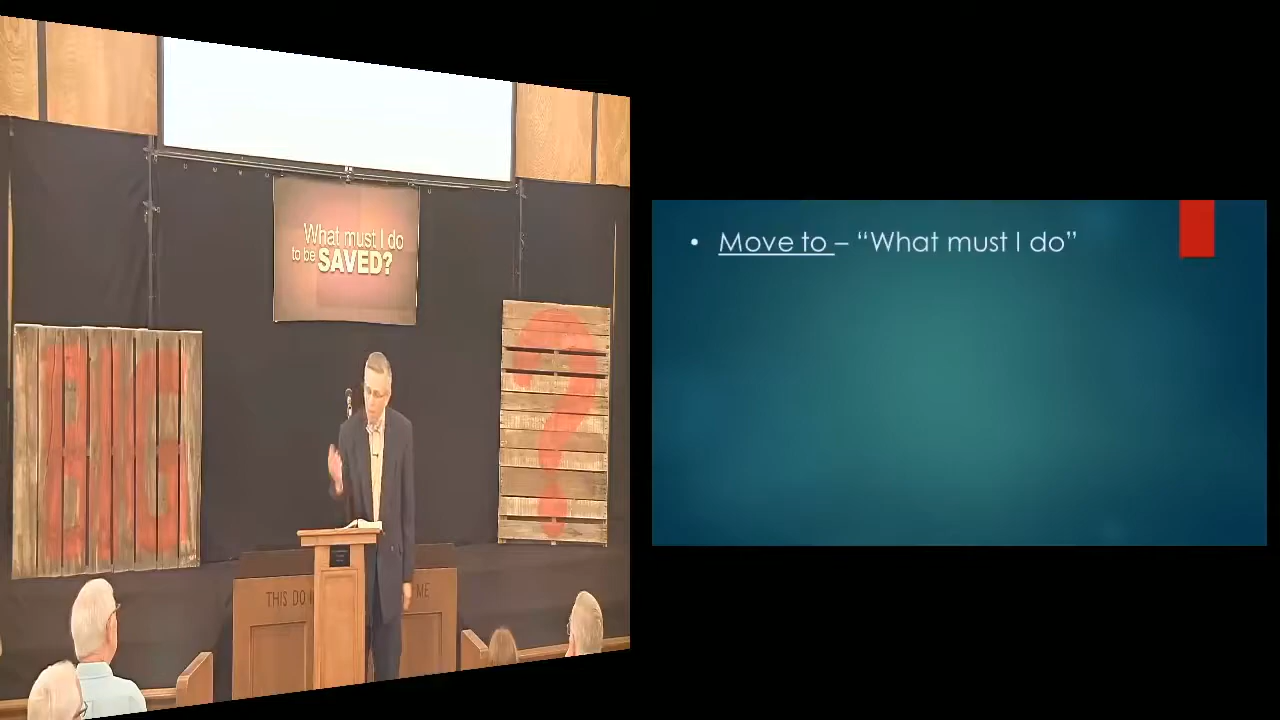 What must I do
to be SAVED?
BIG
?
THIS DO I
ME
• Move to – “What must I do”